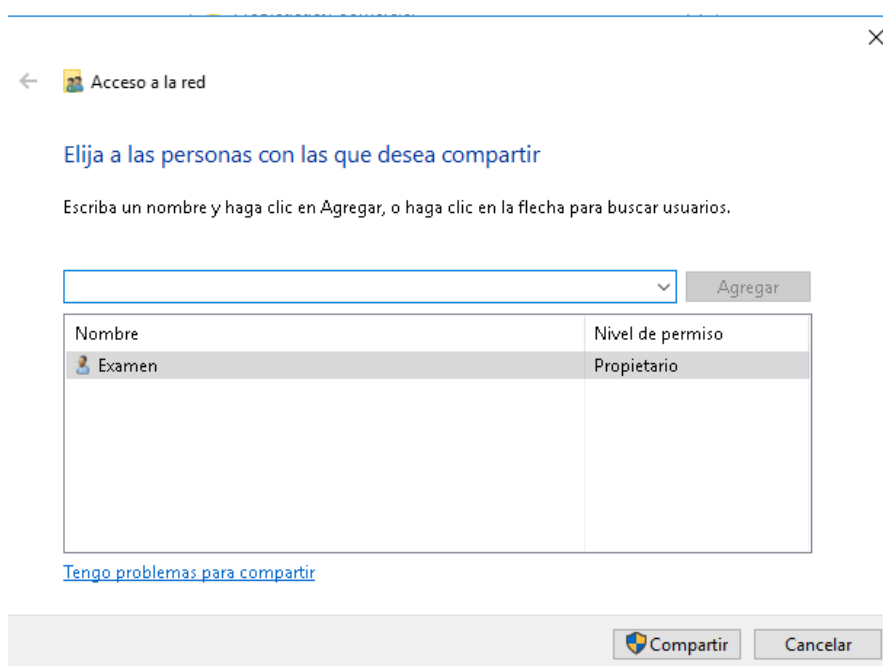 Acceso a la red
Elija a las personas con las que desea compartir
Escriba un nombre y haga clic en Agregar, o haga clic en la flecha para buscar usuarios.
Agregar
Nombre Nivel de permiso
Examen Propietario
Tengo problemas para compartir
Compartir Cancelar